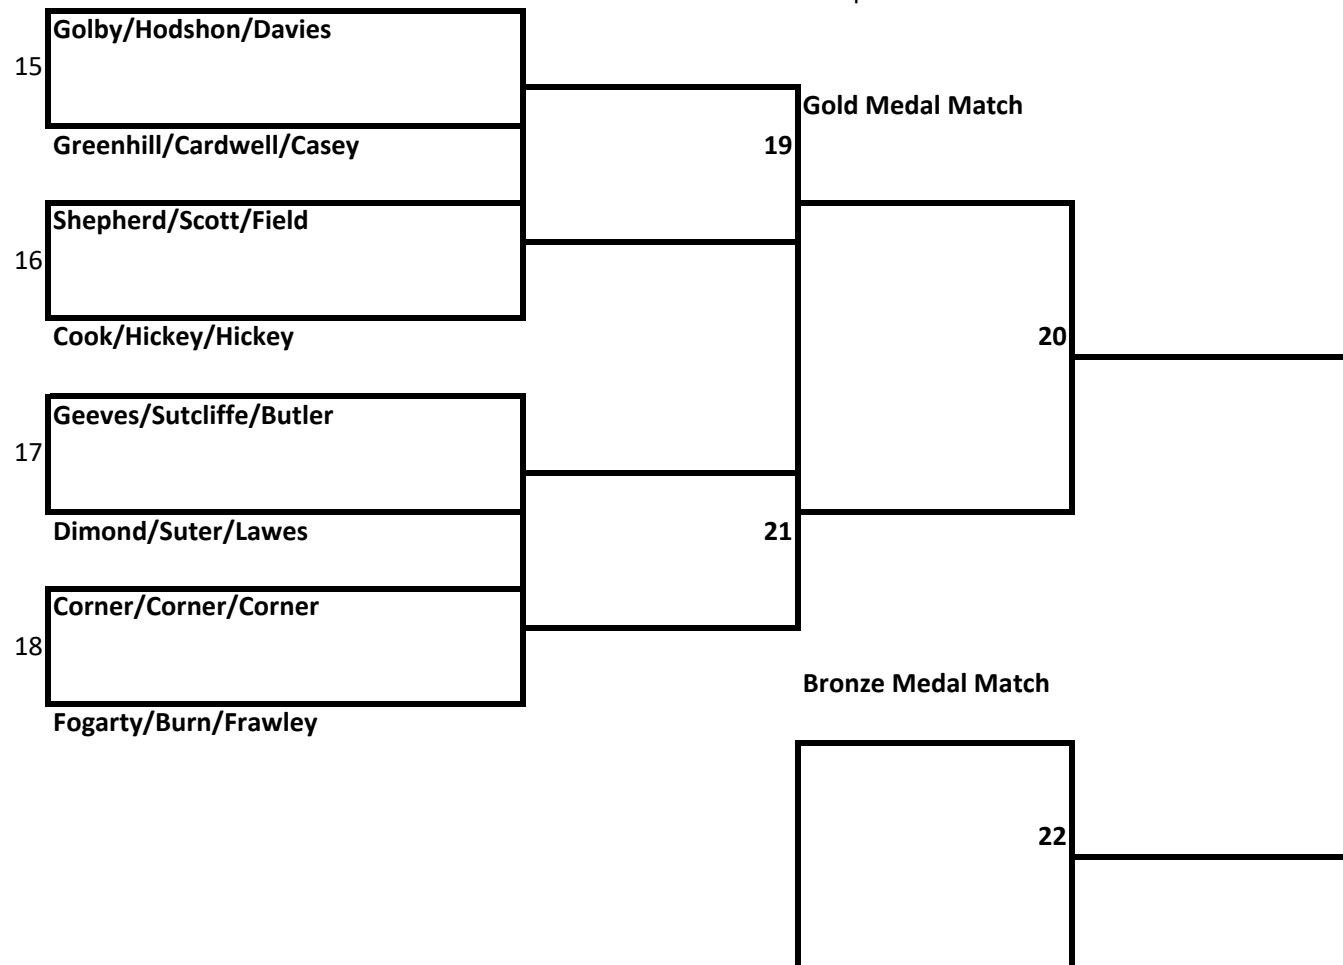 Golby/Hodshon/Davies
15
Gold Medal Match
Greenhill/Cardwell/Casey
19
Shepherd/Scott/Field
16
Cook/Hickey/Hickey
20
Geeves/Sutcliffe/Butler
17
Dimond/Suter/Lawes
21
Corner/Corner/Corner
18
Bronze Medal Match
Fogarty/Burn/Frawley
22